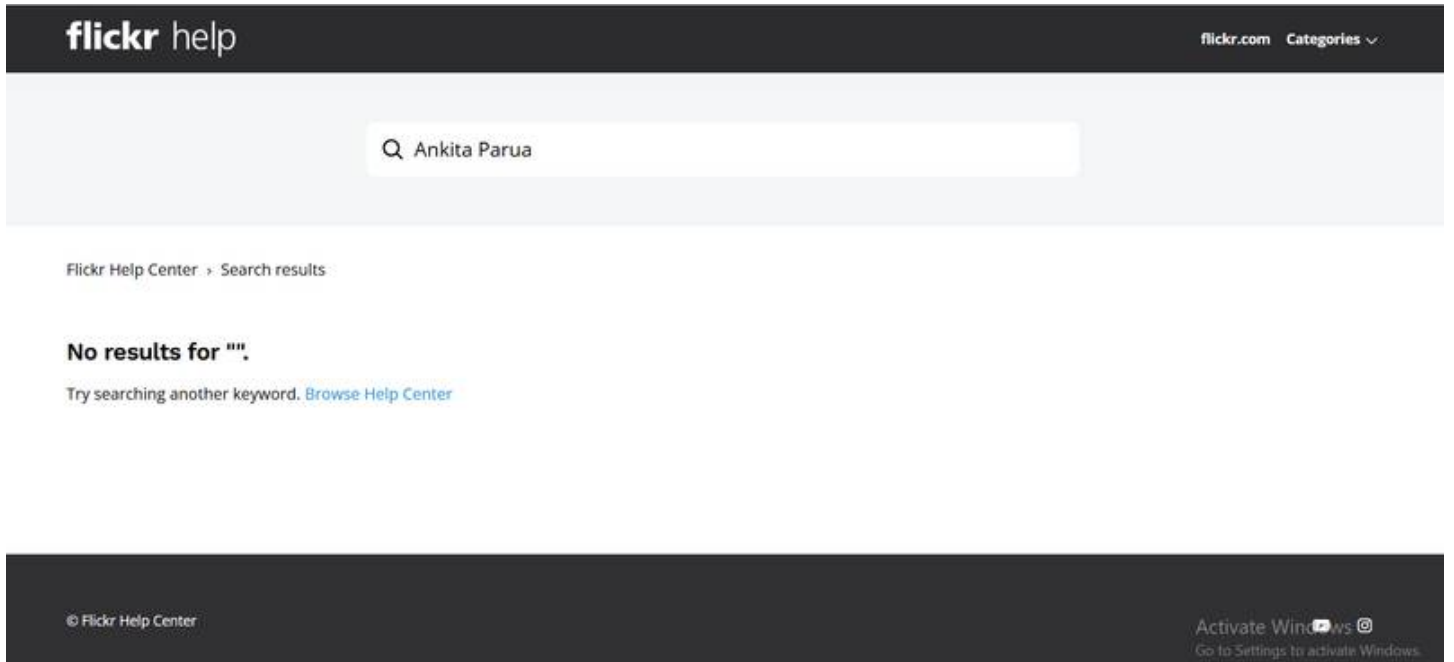 flickr help
flickr.com Categories
Ankita Parua
Flickr Help Center › Search results
No results for "".
Try searching another keyword. Browse Help Center
© Flickr Help Center
Activate Windows
Go to Settings to activate Windows.